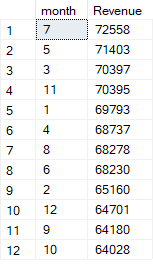 month Revenue
1 7 72558
2 5 71403
3 3 70397
4 11 70395
5 1 69793
6 4 68737
7 8 68278
8 6 68230
9 2 65160
10 12 64701
11 9 64180
12 10 64028